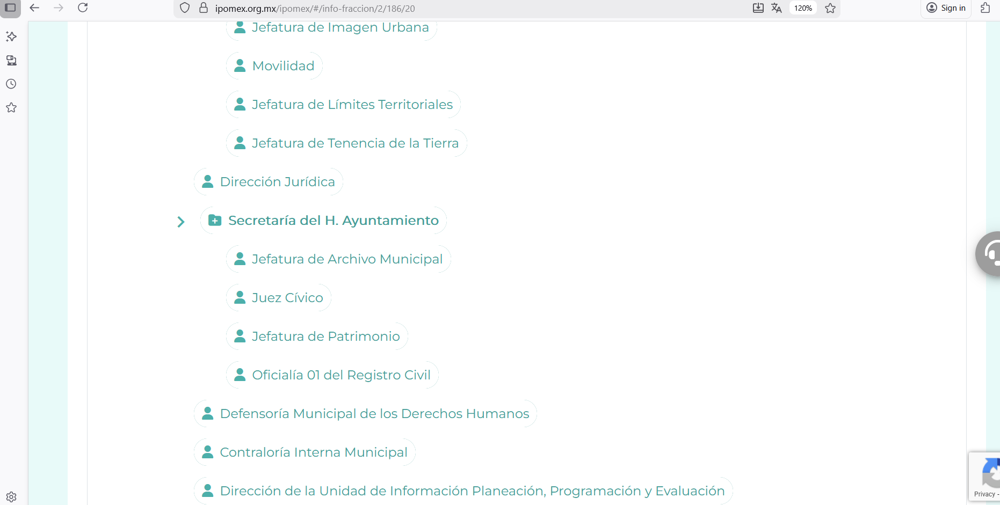 ipomex.org.mx/ipomex/#/info-fraccion/2/186/20
120%
Sign in
Jefatura de Imagen Urbana
Movilidad
Jefatura de Límites Territoriales
Jefatura de Tenencia de la Tierra
Dirección Jurídica
Secretaría del H. Ayuntamiento
Jefatura de Archivo Municipal
Juez Cívico
Jefatura de Patrimonio
Oficialía 01 del Registro Civil
Defensoría Municipal de los Derechos Humanos
Contraloría Interna Municipal
Dirección de la Unidad de Información Planeación, Programación y Evaluación
Privacy -